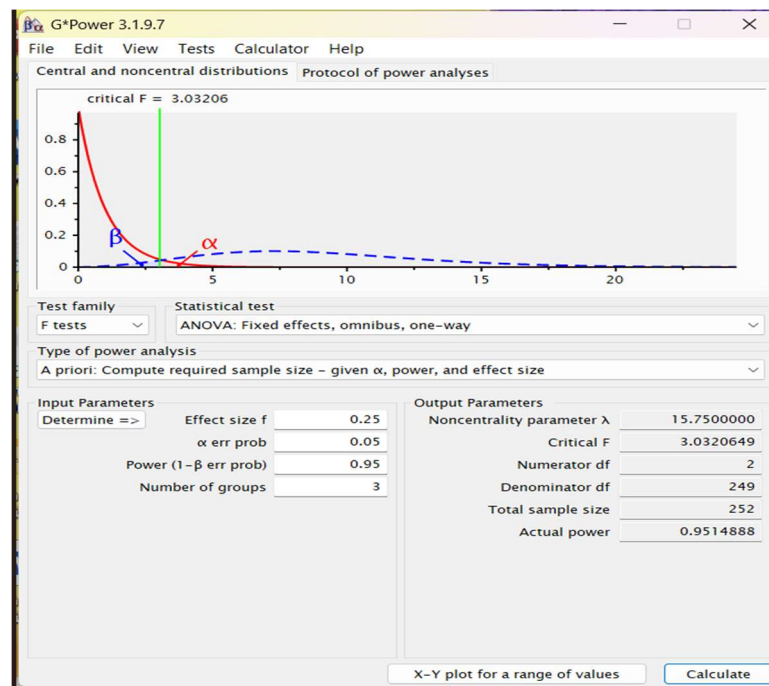 G*Power 3.1.9.7
File Edit View Tests Calculator Help
Central and noncentral distributions Protocol of power analyses
critical F = 3.03206
0.8
0.6
0.4
0.2
0
β
α
0 5 10 15 20
Test family Statistical test
F tests ANOVA: Fixed effects, omnibus, one-way
Type of power analysis
A priori: Compute required sample size – given α, power, and effect size
Input Parameters
Determine => Effect size f 0.25
α err prob 0.05
Power (1-β err prob) 0.95
Number of groups 3
Output Parameters
Noncentrality parameter λ 15.7500000
Critical F 3.0320649
Numerator df 2
Denominator df 249
Total sample size 252
Actual power 0.9514888
X-Y plot for a range of values Calculate